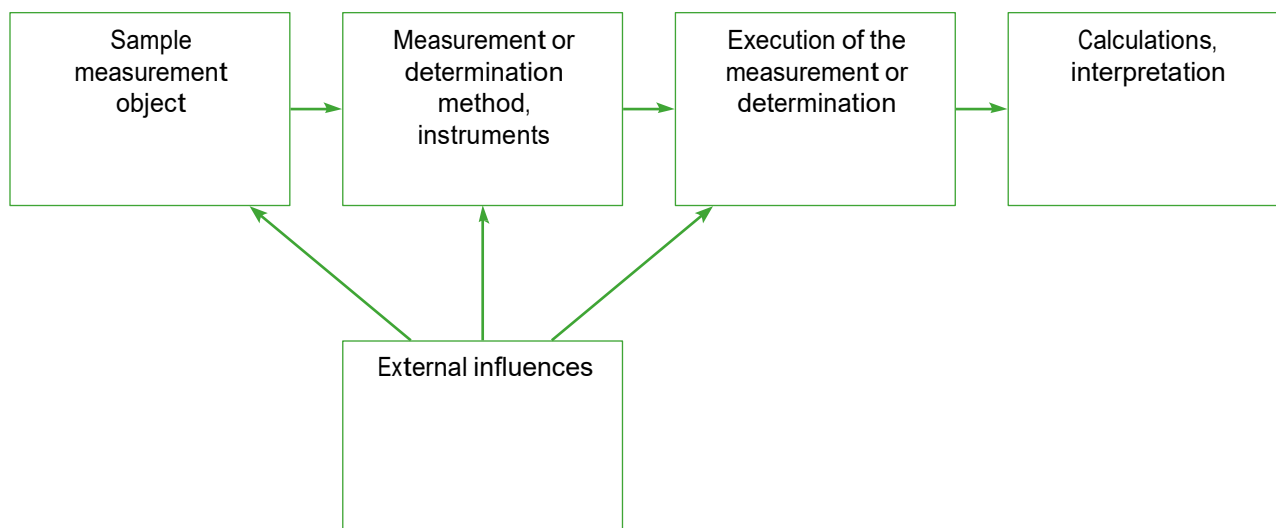 Sample
measurement
object
Measurement or
determination
method,
instruments
Execution of the
measurement or
determination
Calculations,
interpretation
External influences